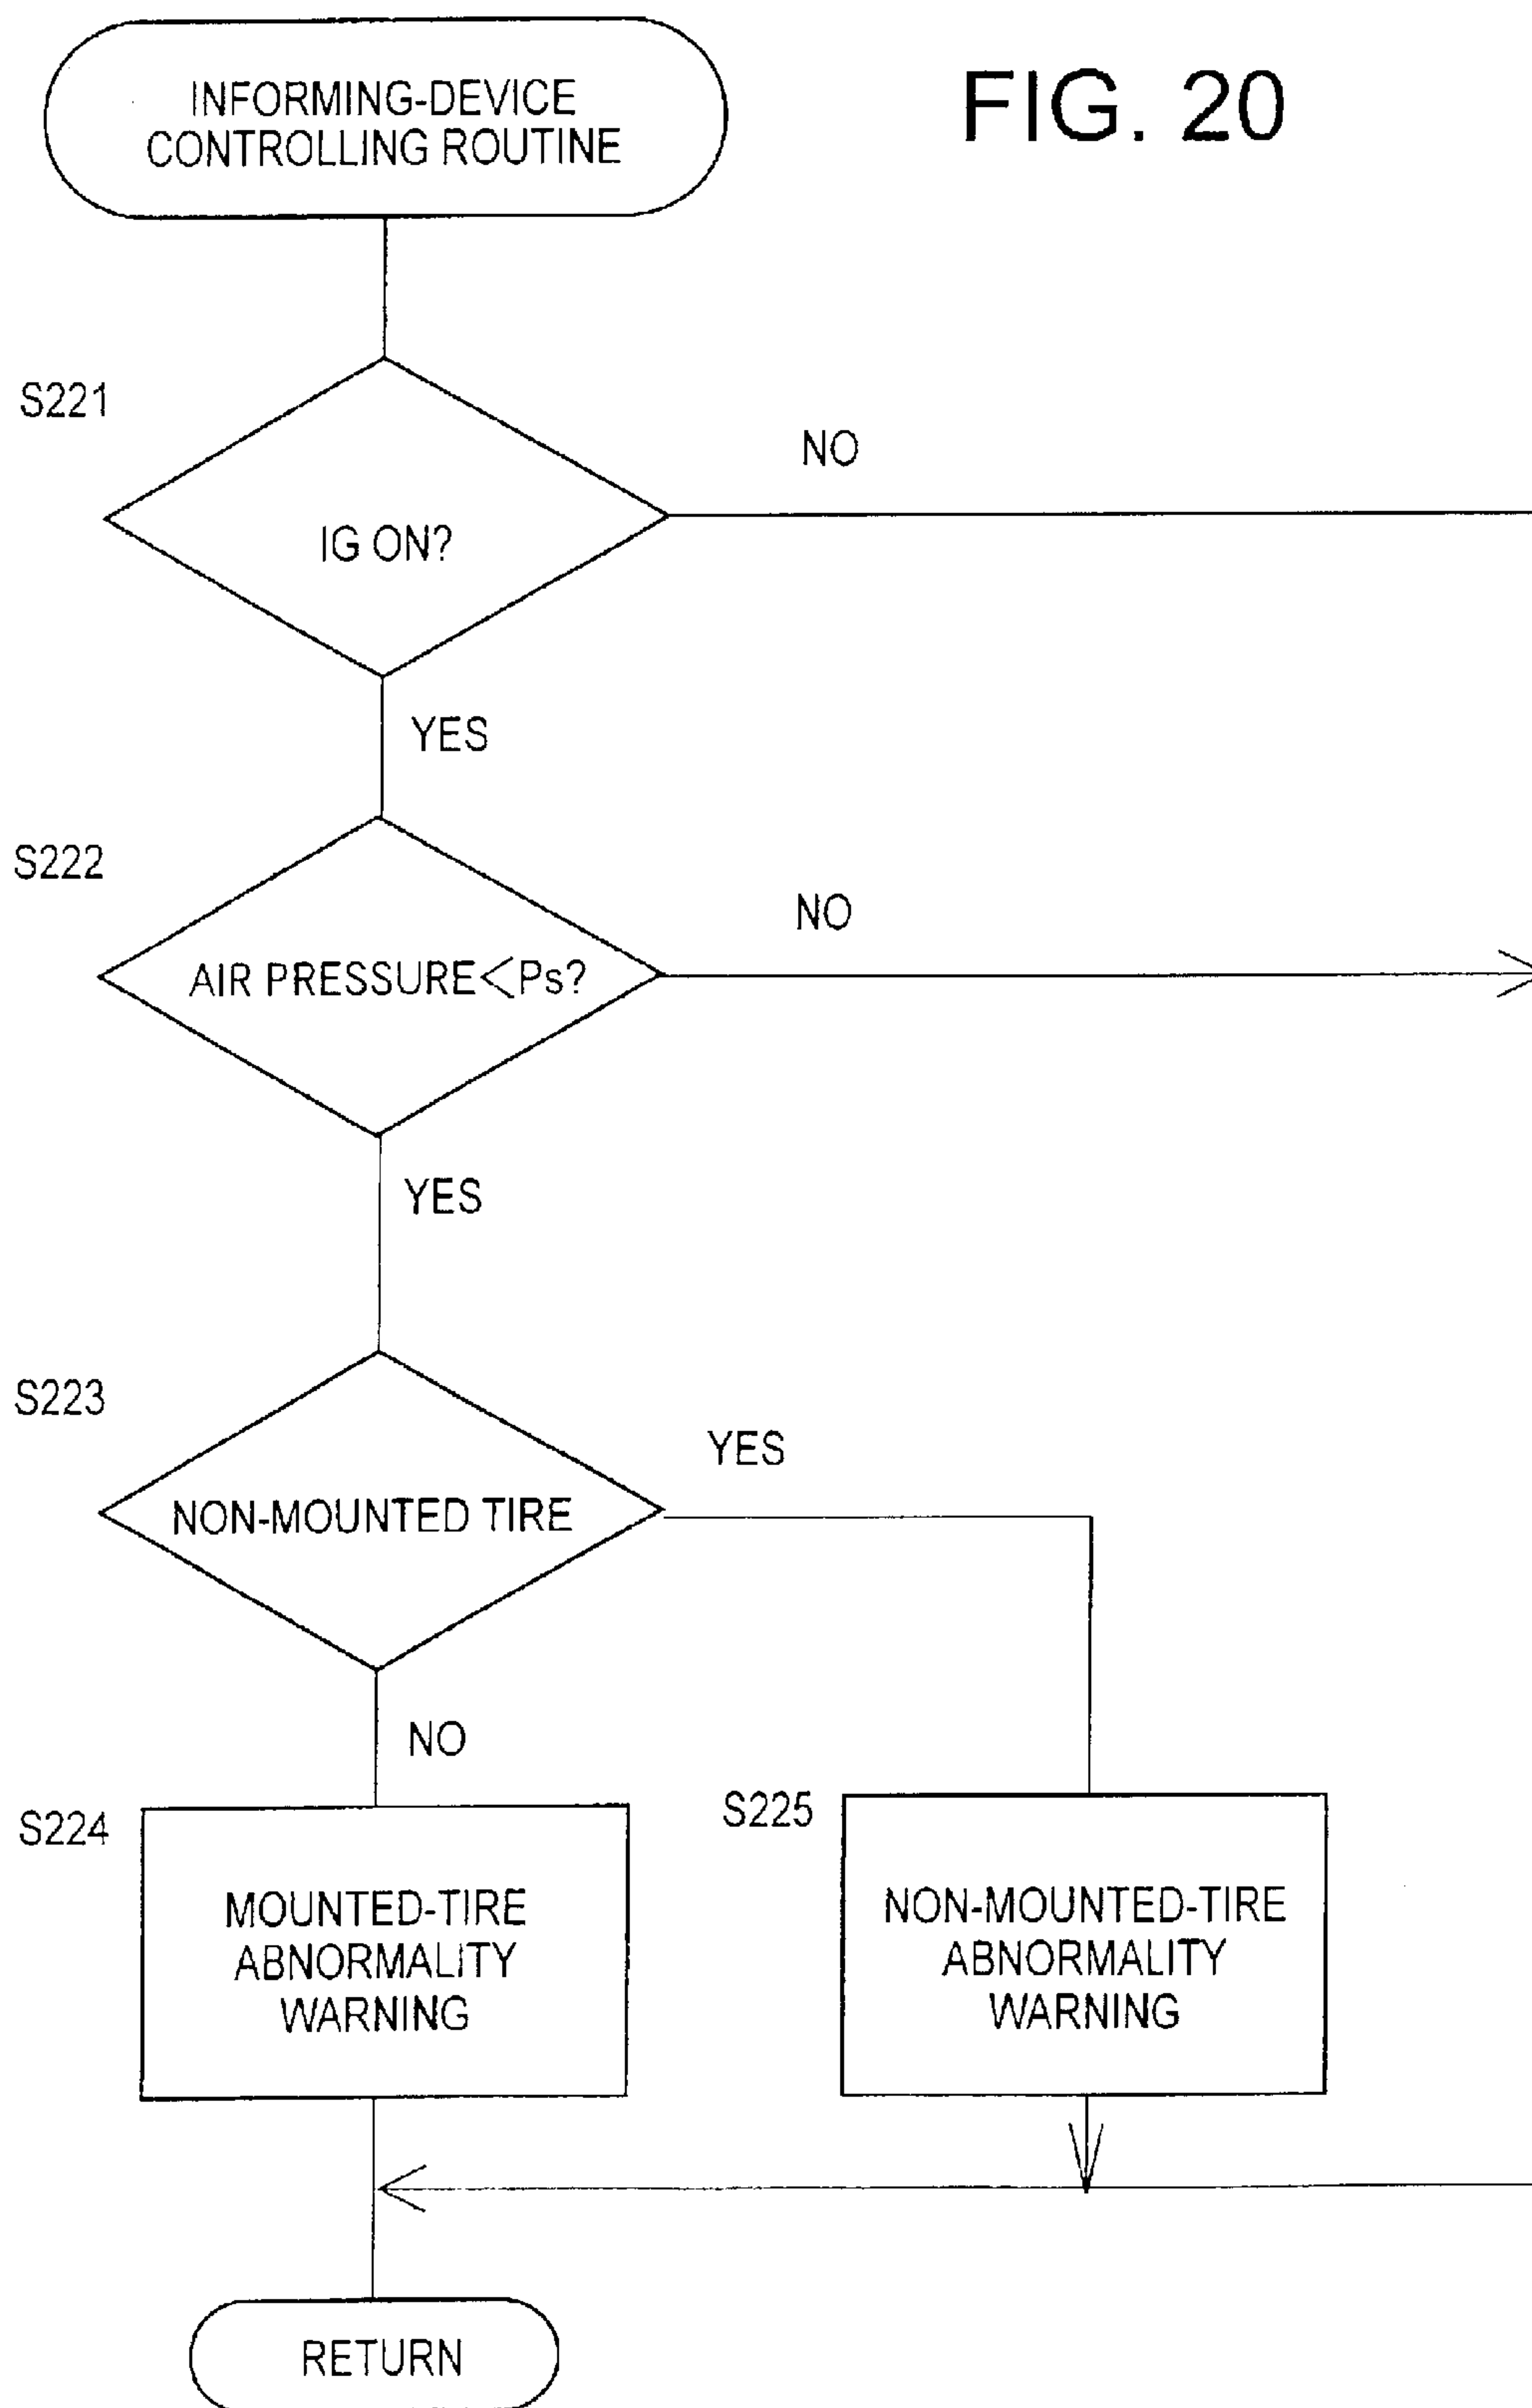 FIG. 20
INFORMING-DEVICE
CONTROLLING ROUTINE
S221
IG ON?
NO
YES
S222
AIR PRESSURE<Ps?
NO
YES
S223
NON-MOUNTED TIRE
YES
NO
S224
MOUNTED-TIRE
ABNORMALITY
WARNING
S225
NON-MOUNTED-TIRE
ABNORMALITY
WARNING
RETURN